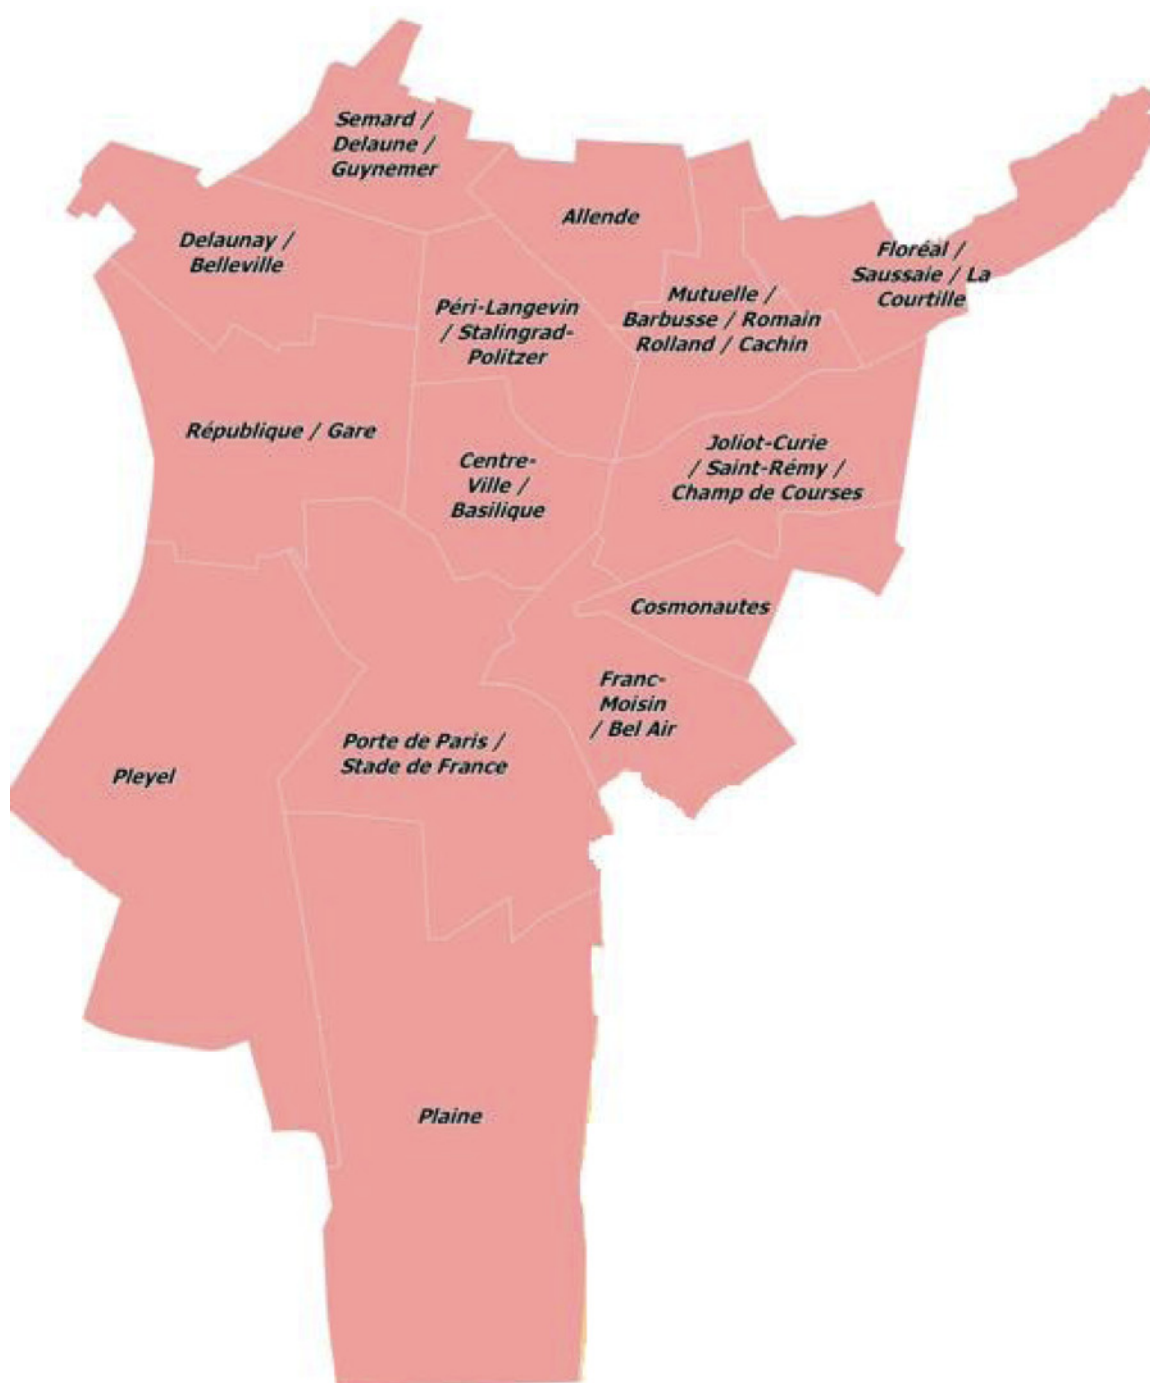 Semard /
Delaune /
Guynemer
Allende
Delaunay /
Belleville
Floréal /
Saussaie / La
Courtille
Péri-Langevin
/ Stalingrad-
Politzer
Mutuelle /
Barbusse / Romain
Rolland / Cachin
République / Gare
Centre-
Ville /
Basilique
Joliot-Curie
/ Saint-Rémy /
Champ de Courses
Cosmonautes
Franc-
Moisin
/ Bel Air
Porte de Paris /
Stade de France
Pleyel
Plaine